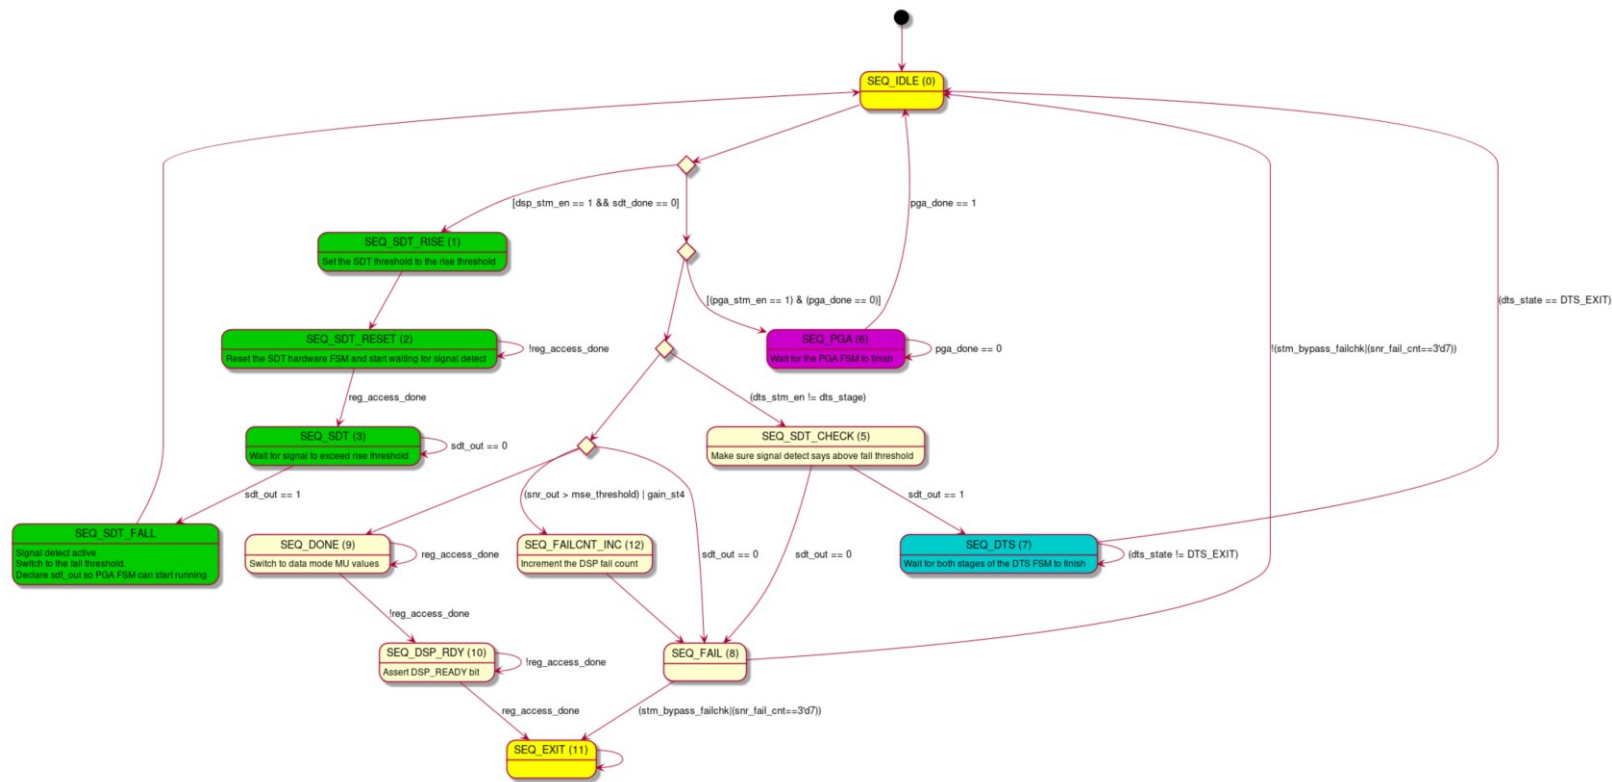 SEQ_IDLE (0)
[dsp_stm_en == 1 && sdt_done == 0]
pga_done == 1
SEQ_SDT_RISE (1)
Set the SDT threshold to the rise threshold
[(pga_stm_en == 1) & (pga_done == 0)]
(dts_state == DTS_EXIT)
SEQ_SDT_RESET (2)
Reset the SDT hardware FSM and start waiting for signal detect
!reg_access_done
SEQ_PGA (6)
Wait for the PGA FSM to finish
pga_done == 0
!(stm_bypass_failchk|(snr_fail_cnt==3'd7))
reg_access_done
(dts_stm_en != dts_stage)
SEQ_SDT (3)
Wait for signal to exceed rise threshold
sdt_out == 0
SEQ_SDT_CHECK (5)
Make sure signal detect says above fall threshold
sdt_out == 1
(snr_out > mse_threshold) | gain_st4
sdt_out == 1
SEQ_SDT_FALL
Signal detect active
Switch to the fall threshold.
Declare sdt_out so PGA FSM can start running
SEQ_DONE (9)
Switch to data mode MU values
reg_access_done
SEQ_FAILCNT_INC (12)
Increment the DSP fail count
sdt_out == 0
sdt_out == 0
SEQ_DTS (7)
Wait for both stages of the DTS FSM to finish
(dts_state != DTS_EXIT)
!reg_access_done
SEQ_DSP_RDY (10)
Assert DSP_READY bit
!reg_access_done
SEQ_FAIL (8)
reg_access_done
(stm_bypass_failchk|(snr_fail_cnt==3'd7))
SEQ_EXIT (11)